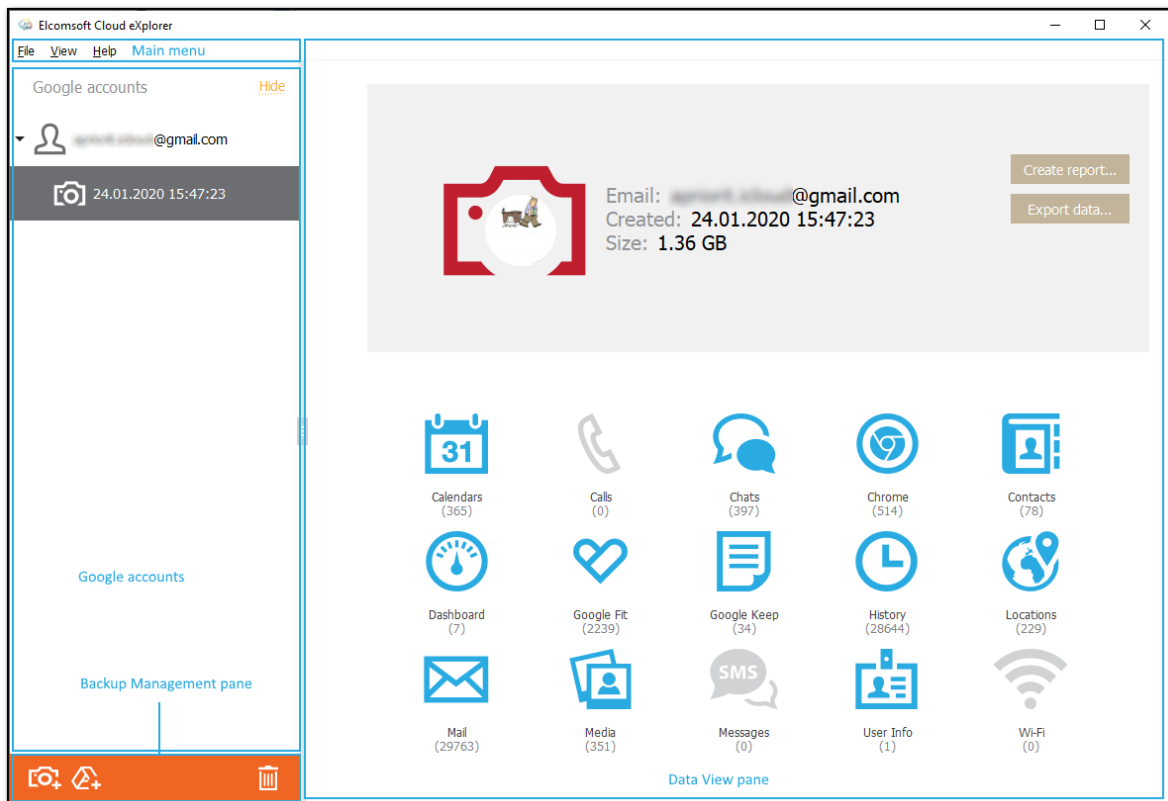 Elcomsoft Cloud eXplorer
File View Help Main menu
Google accounts Hide
@gmail.com
24.01.2020 15:47:23
Email: @gmail.com
Created: 24.01.2020 15:47:23
Size: 1.36 GB
Create report...
Export data...
31
Calendars
(365)
Calls
(0)
Chats
(397)
Chrome
(514)
Contacts
(78)
Dashboard
(7)
Google Fit
(2239)
Google Keep
(34)
History
(28644)
Locations
(229)
Mail
(29763)
Media
(351)
SMS
Messages
(0)
User Info
(1)
Wi-Fi
(0)
Google accounts
Backup Management pane
Data View pane